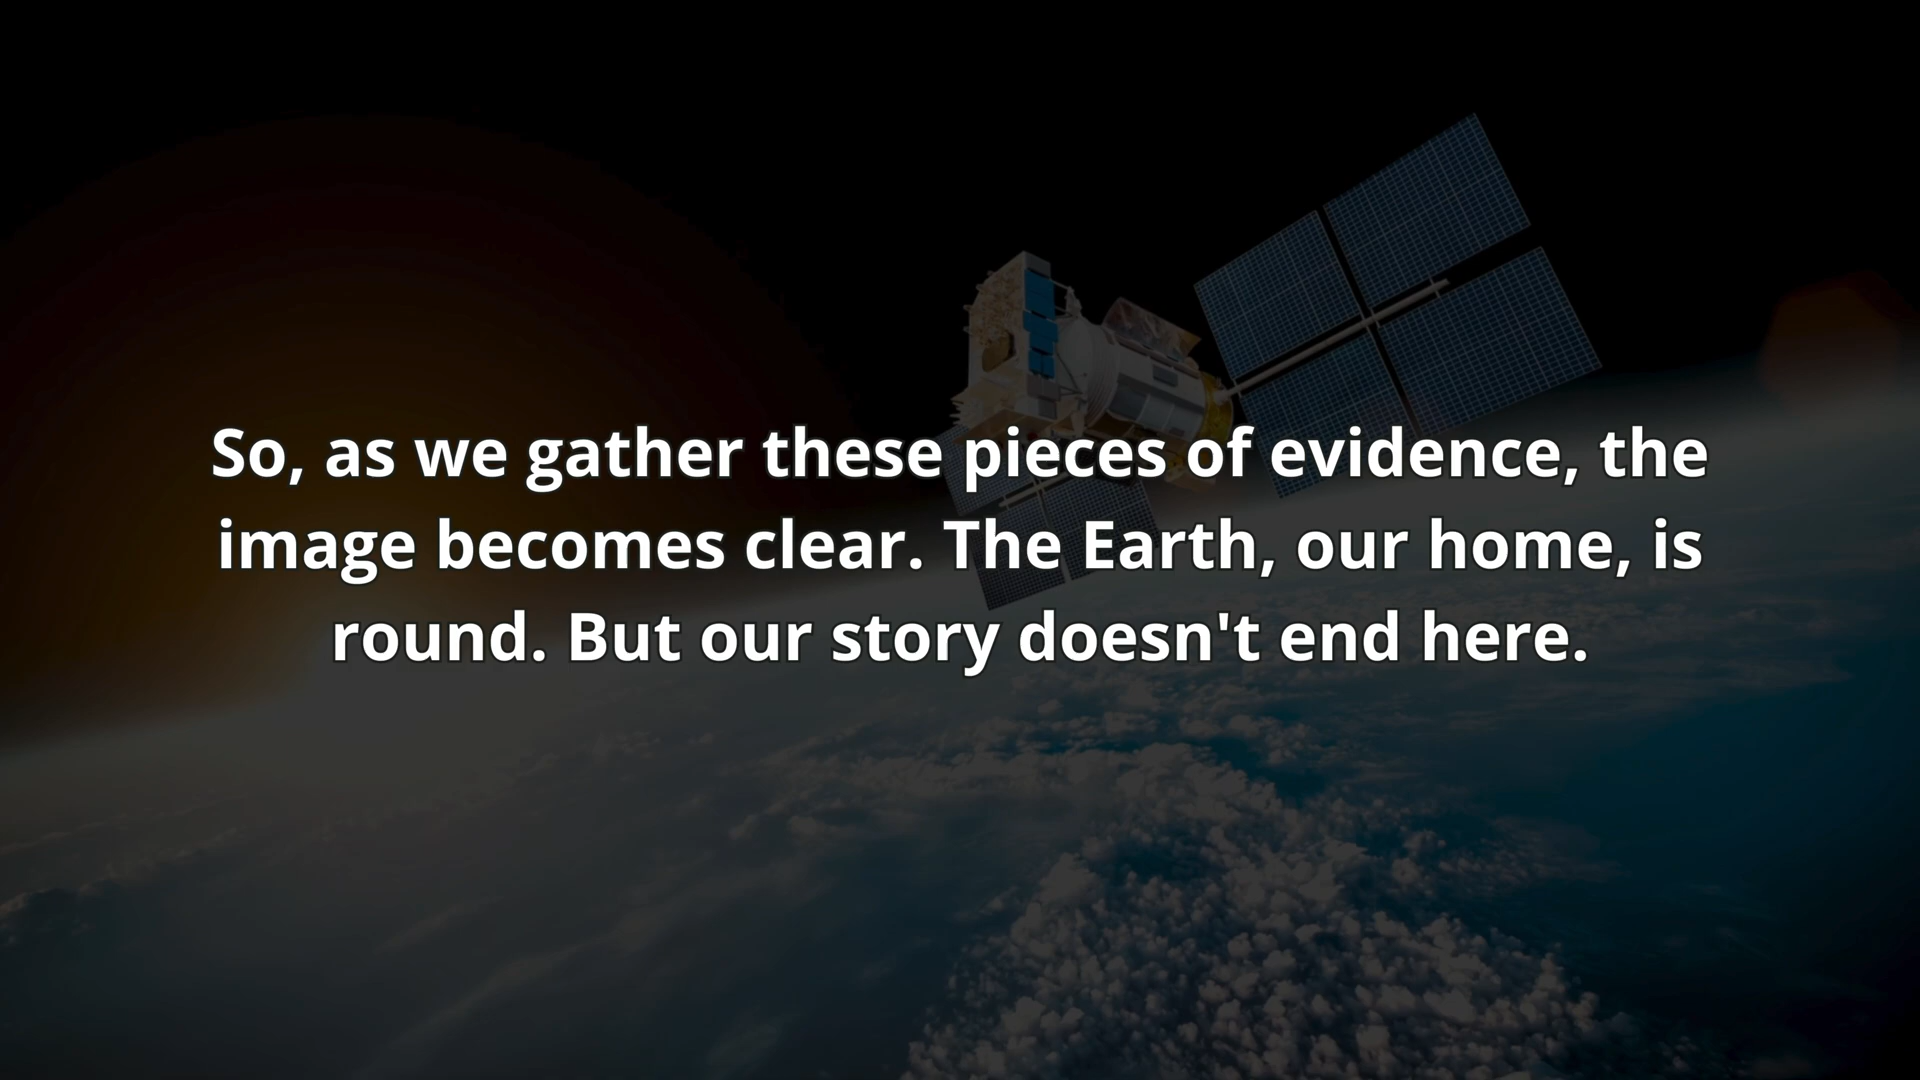 So, as we gather these pieces of evidence, the
image becomes clear. The Earth, our home, is
round. But our story doesn't end here.